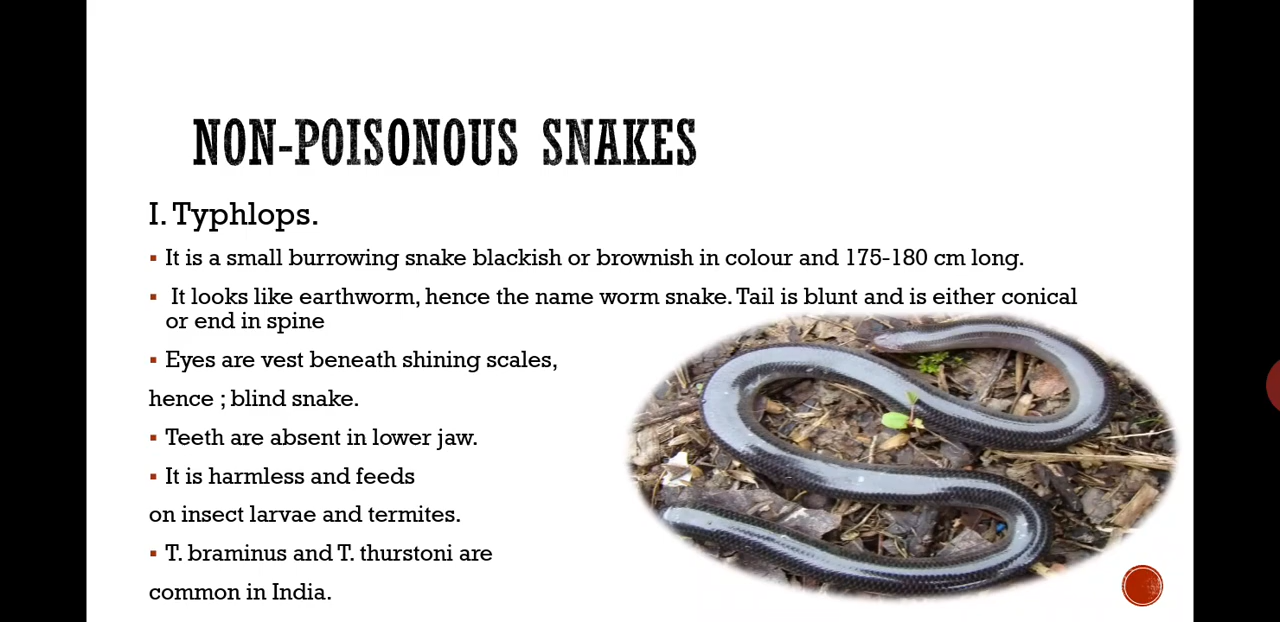 NON-POISONOUS SNAKES
I. Typhlops.
▪ It is a small burrowing snake blackish or brownish in colour and 175-180 cm long.
▪ It looks like earthworm, hence the name worm snake. Tail is blunt and is either conical
or end in spine
▪ Eyes are vest beneath shining scales,
hence ; blind snake.
▪ Teeth are absent in lower jaw.
▪ It is harmless and feeds
on insect larvae and termites.
▪ T. braminus and T. thurstoni are
common in India.